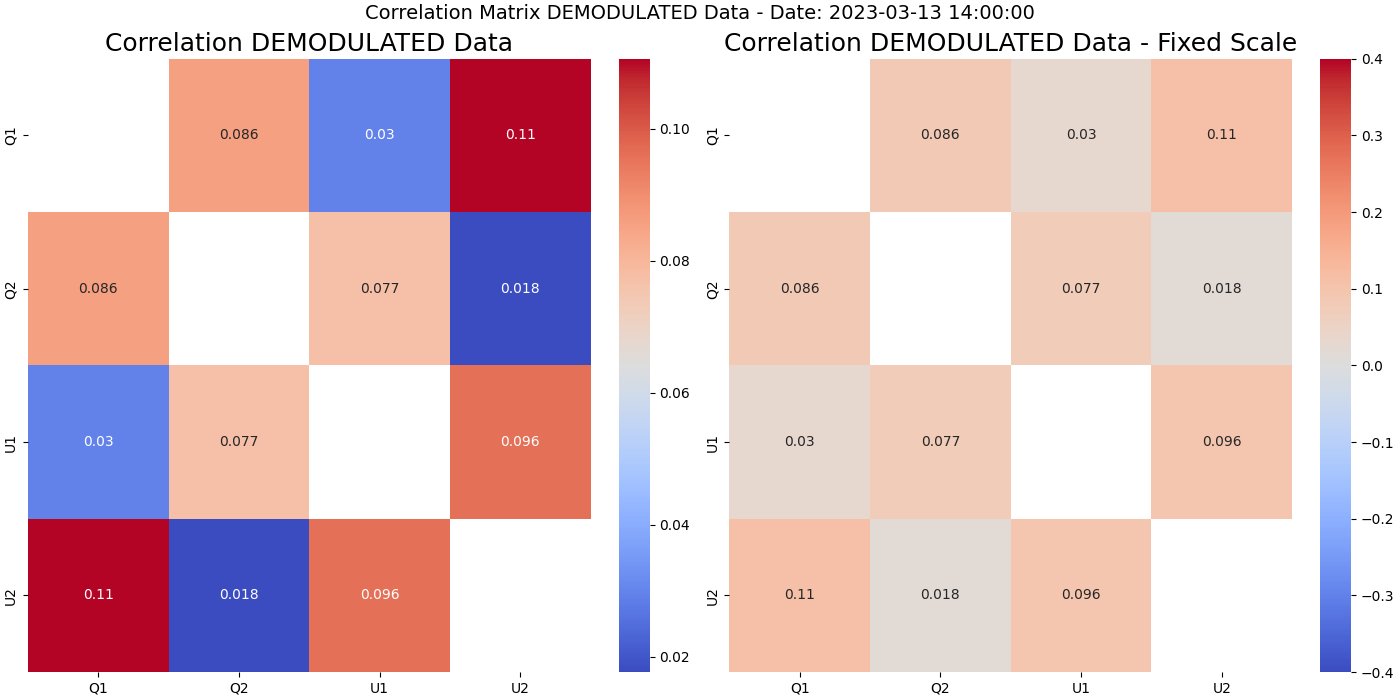 Correlation Matrix DEMODULATED Data - Date: 2023-03-13 14:00:00
Correlation DEMODULATED Data
Q1
0.086
0.03
0.11
Q2
0.086
0.077
0.018
U1
0.03
0.077
0.096
U2
0.11
0.018
0.096
Q1
Q2
U1
U2
0.10
0.08
0.06
0.04
0.02
Correlation DEMODULATED Data - Fixed Scale
Q1
0.086
0.03
0.11
Q2
0.086
0.077
0.018
U1
0.03
0.077
0.096
U2
0.11
0.018
0.096
Q1
Q2
U1
U2
0.4
0.3
0.2
0.1
0.0
−0.1
−0.2
−0.3
−0.4